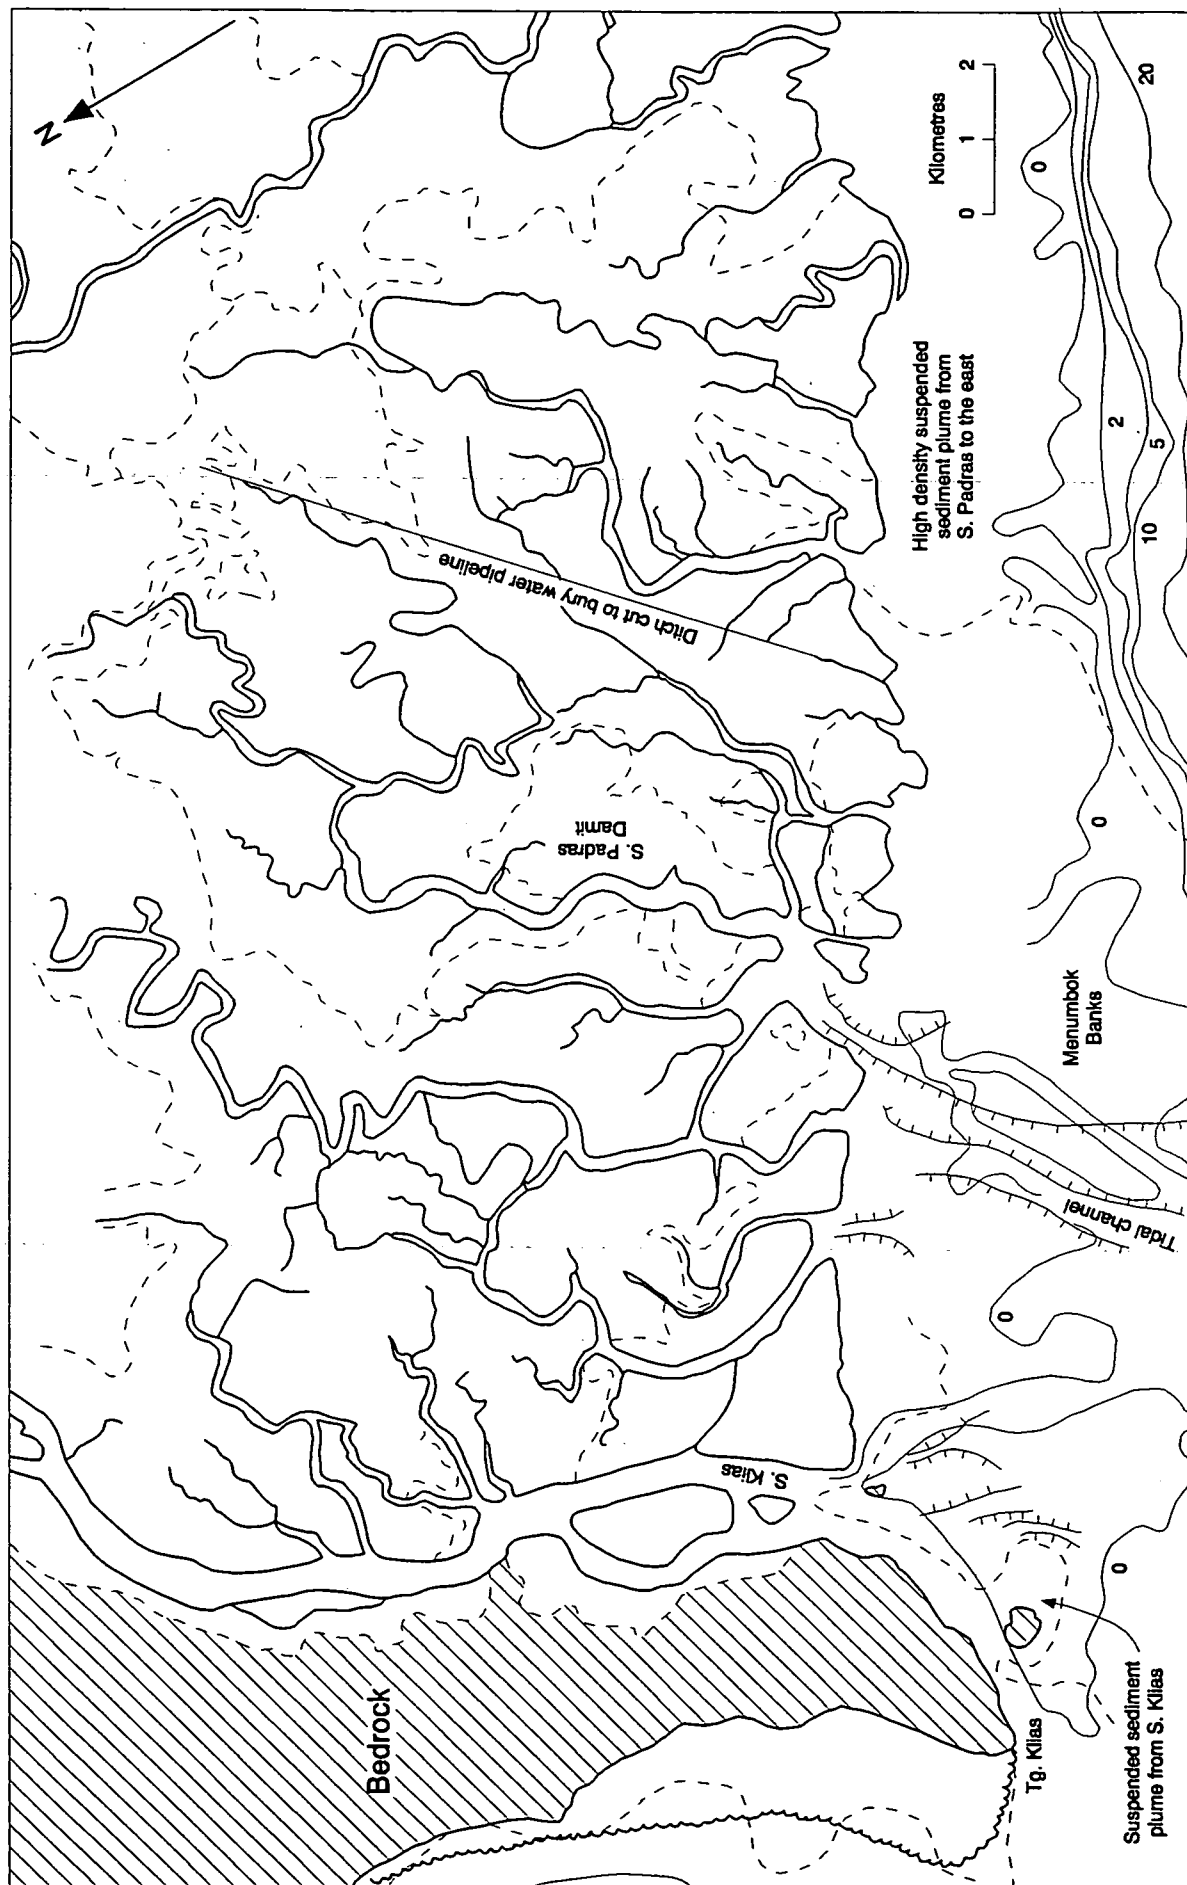 N
Kilometres
0 1 2
20
0
High density suspended
sediment plume from
S. Padras to the east
2
5
10
Ditch cut to bury water pipeline
S. Padras
Damit
0
Menumbok
Banks
Tidal channel
0
S. Klias
0
Bedrock
Tg. Klias
Suspended sediment
plume from S. Klias